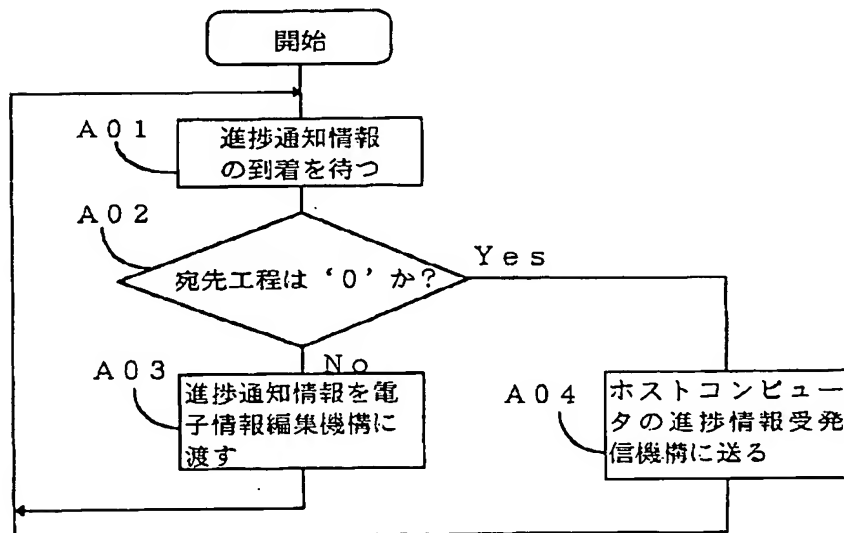 開始
A01
進捗通知情報
の到着を待つ
A02
宛先工程は‘0’か？
Yes
No
A03
進捗通知情報を電
子情報編集機構に
渡す
A04
ホストコンピュー
タの進捗情報受発
信機構に送る